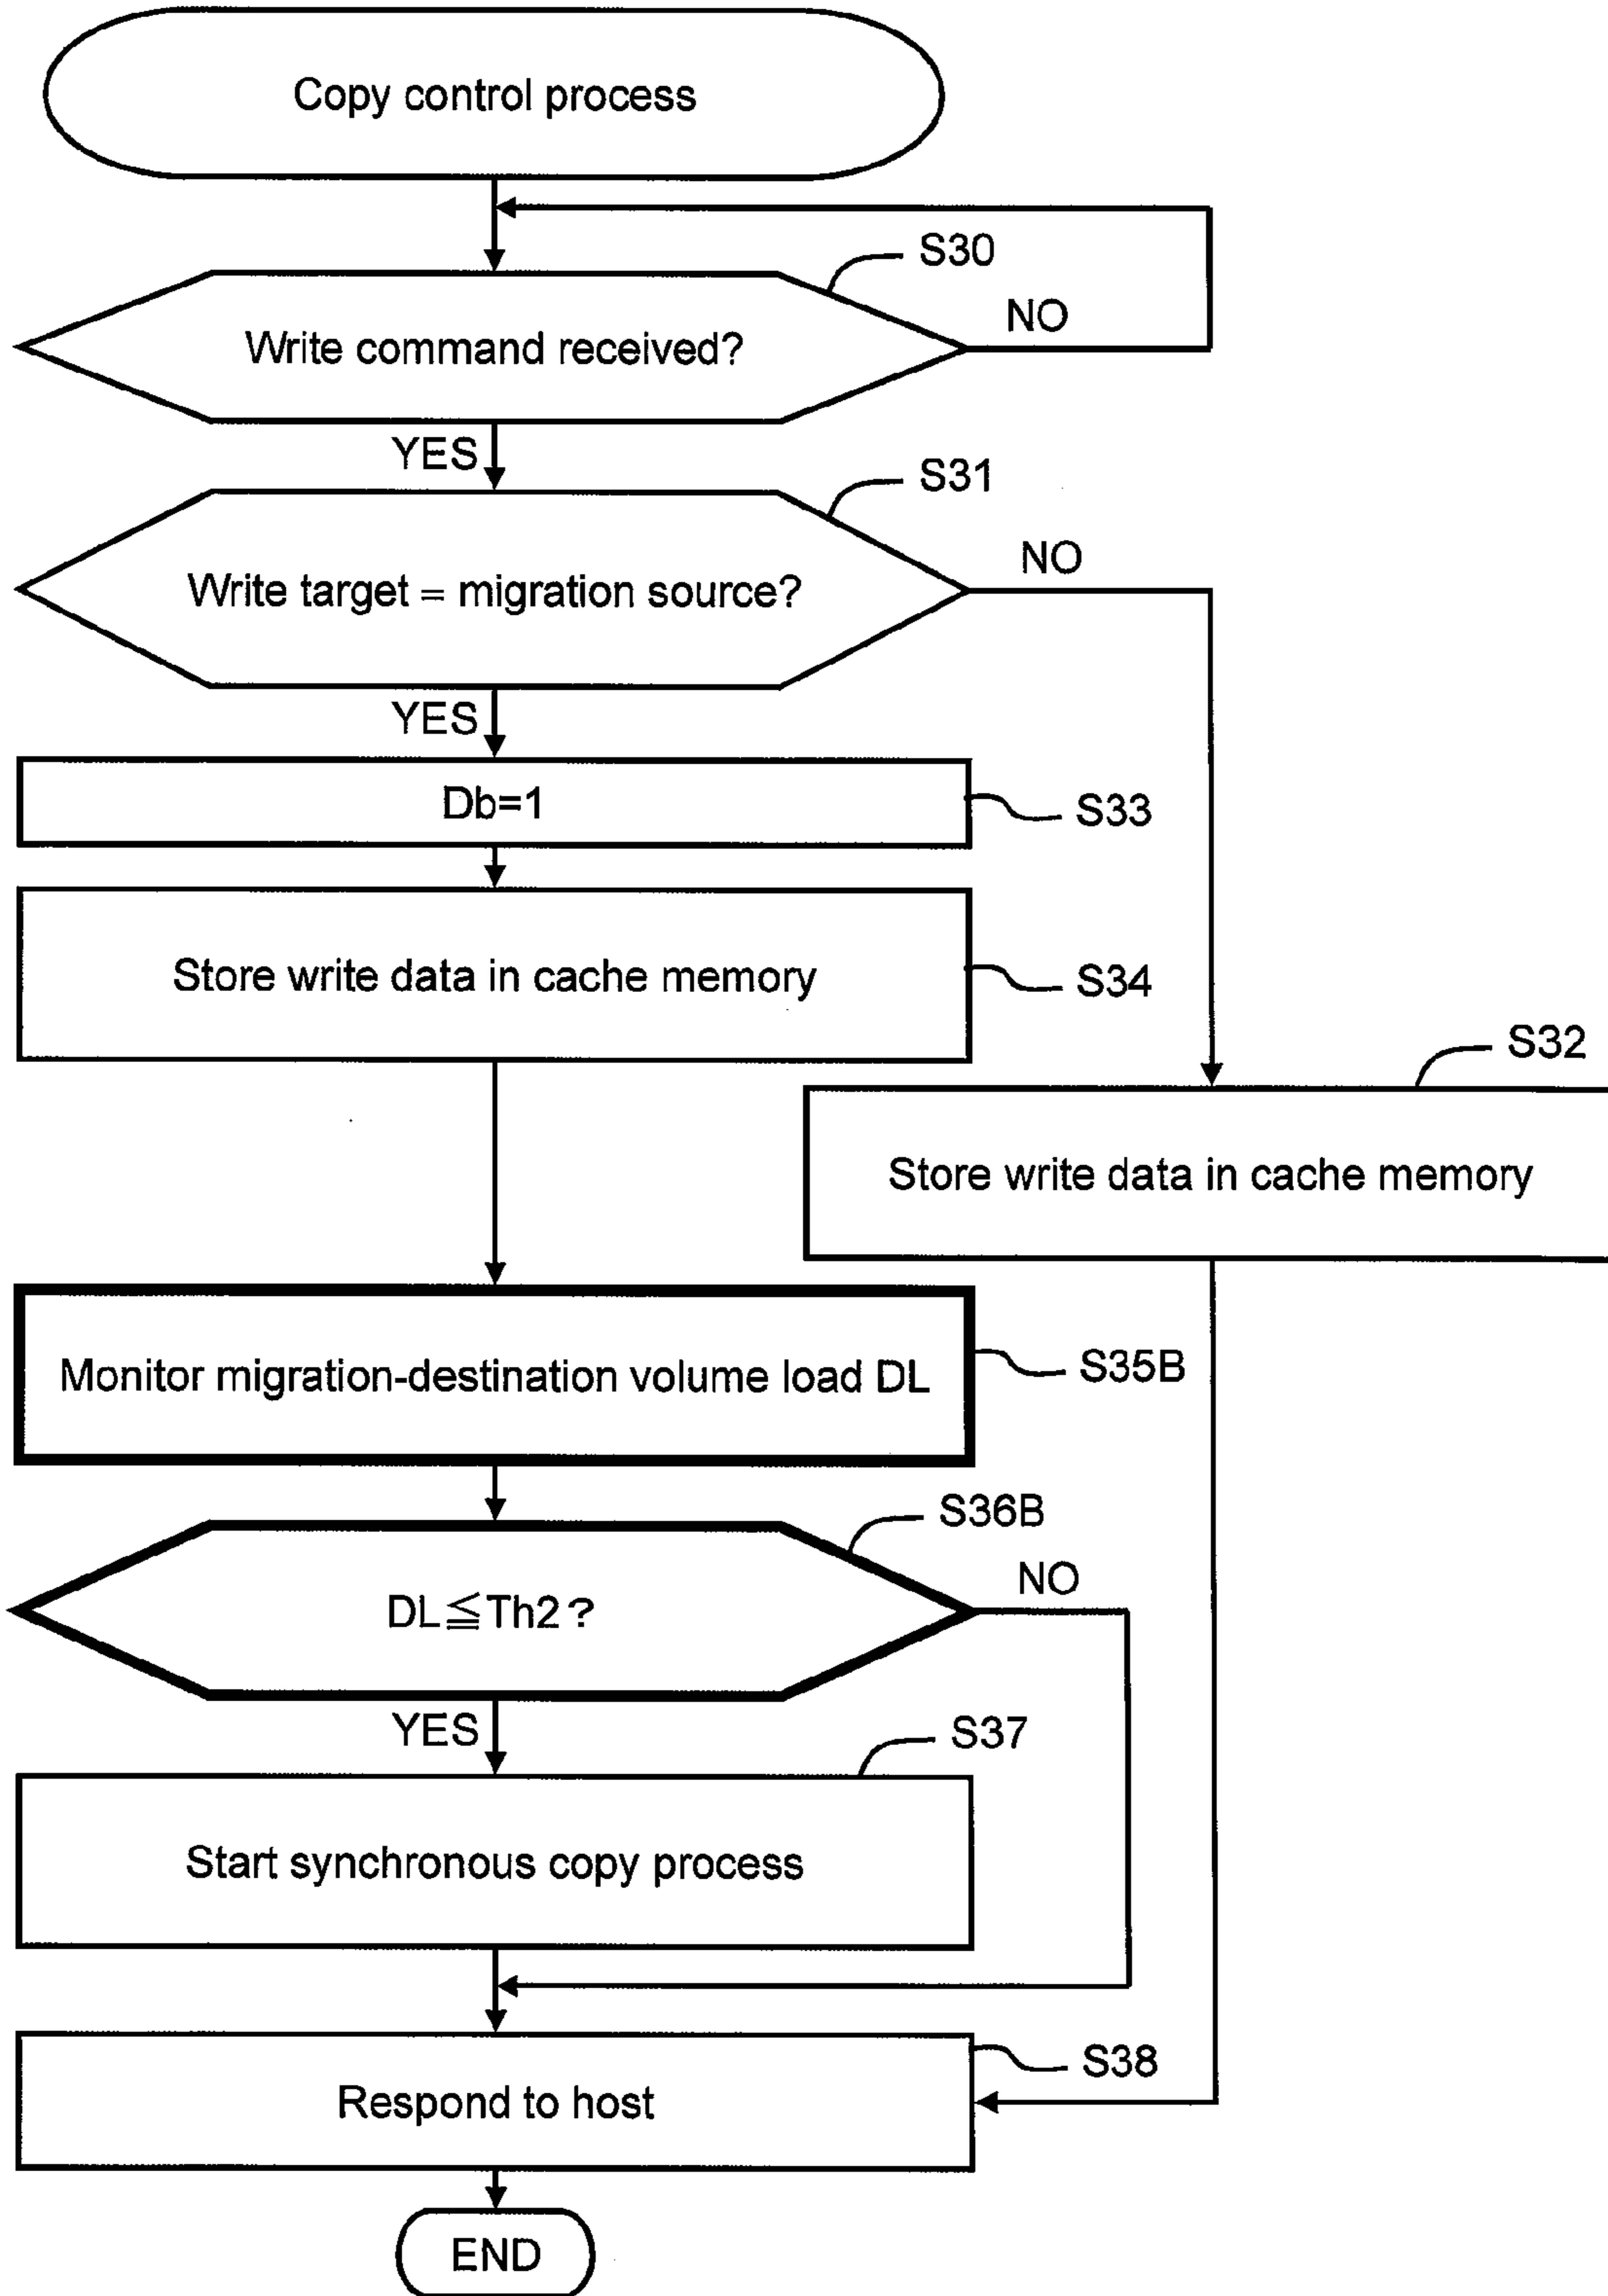 Copy control process
S30
Write command received?
NO
YES
S31
Write target = migration source?
NO
YES
Db=1
S33
Store write data in cache memory
S34
S32
Store write data in cache memory
Monitor migration-destination volume load DL
S35B
S36B
DL≦Th2?
NO
YES
S37
Start synchronous copy process
S38
Respond to host
END